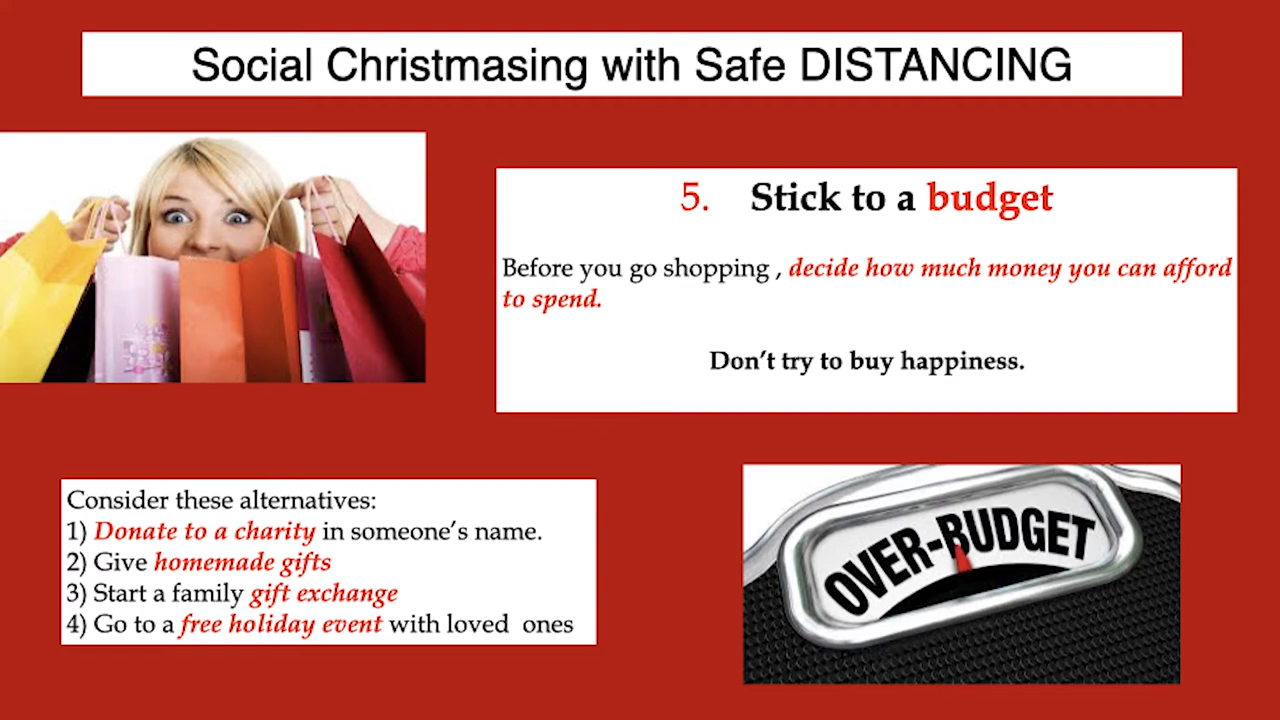 Social Christmasing with Safe DISTANCING
5. Stick to a budget
Before you go shopping , decide how much money you can afford
to spend.
Don't try to buy happiness.
Consider these alternatives:
1) Donate to a charity in someone's name.
2) Give homemade gifts
3) Start a family gift exchange
4) Go to a free holiday event with loved  ones
OVER-BUDGET